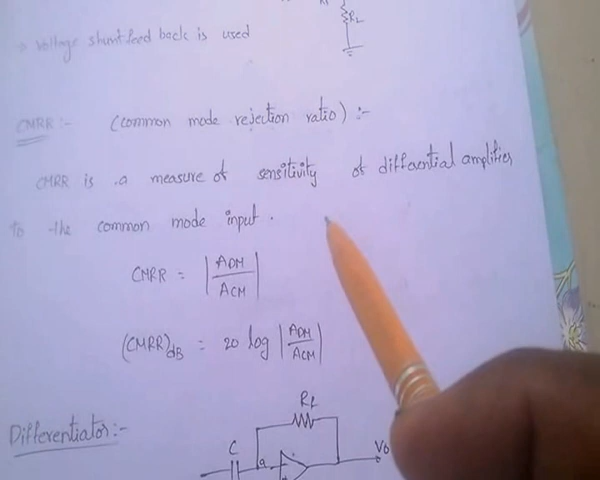 → Voltage shunt feed back is used
RL
CMRR :- (common mode rejection ratio) :-
CMRR is a measure of sensitivity of differential amplifier
to the common mode input.
CMRR = |ADM/ACM|
(CMRR)dB = 20 log |ADM/ACM|
Differentiator :-
Rf
C
a
Vo